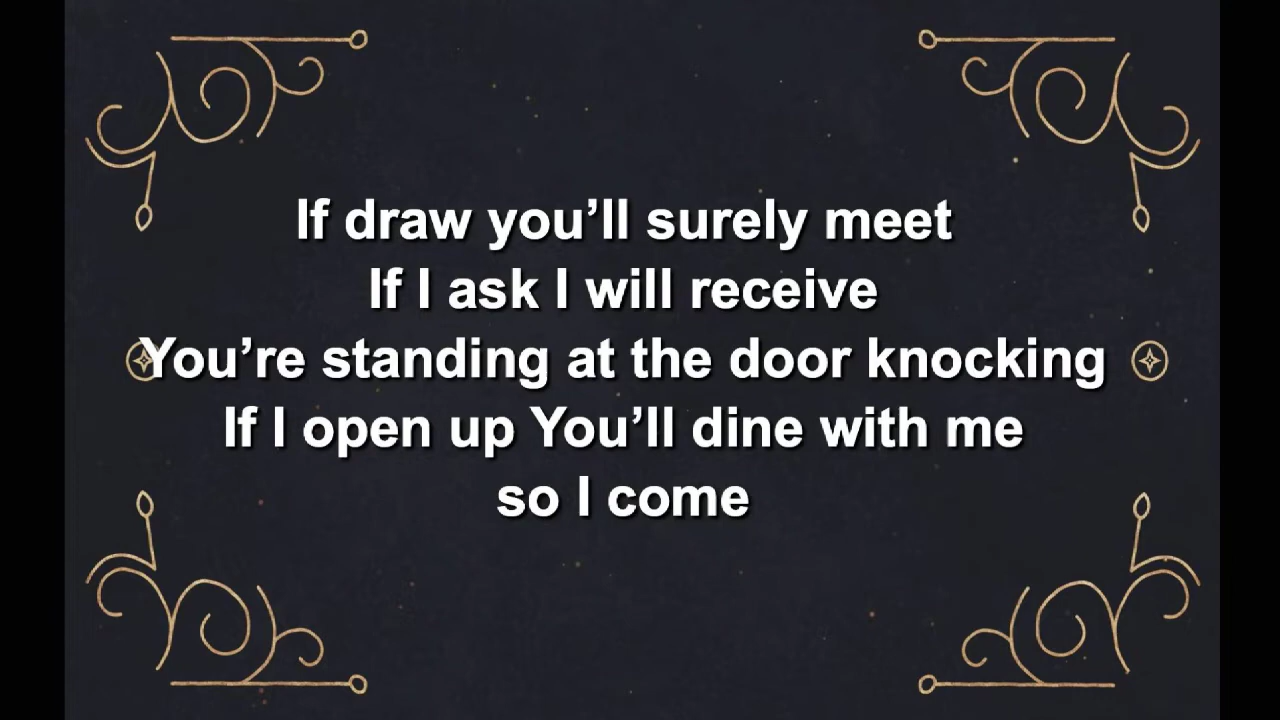 If draw you’ll surely meet
If I ask I will receive
You’re standing at the door knocking
If I open up You’ll dine with me
so I come